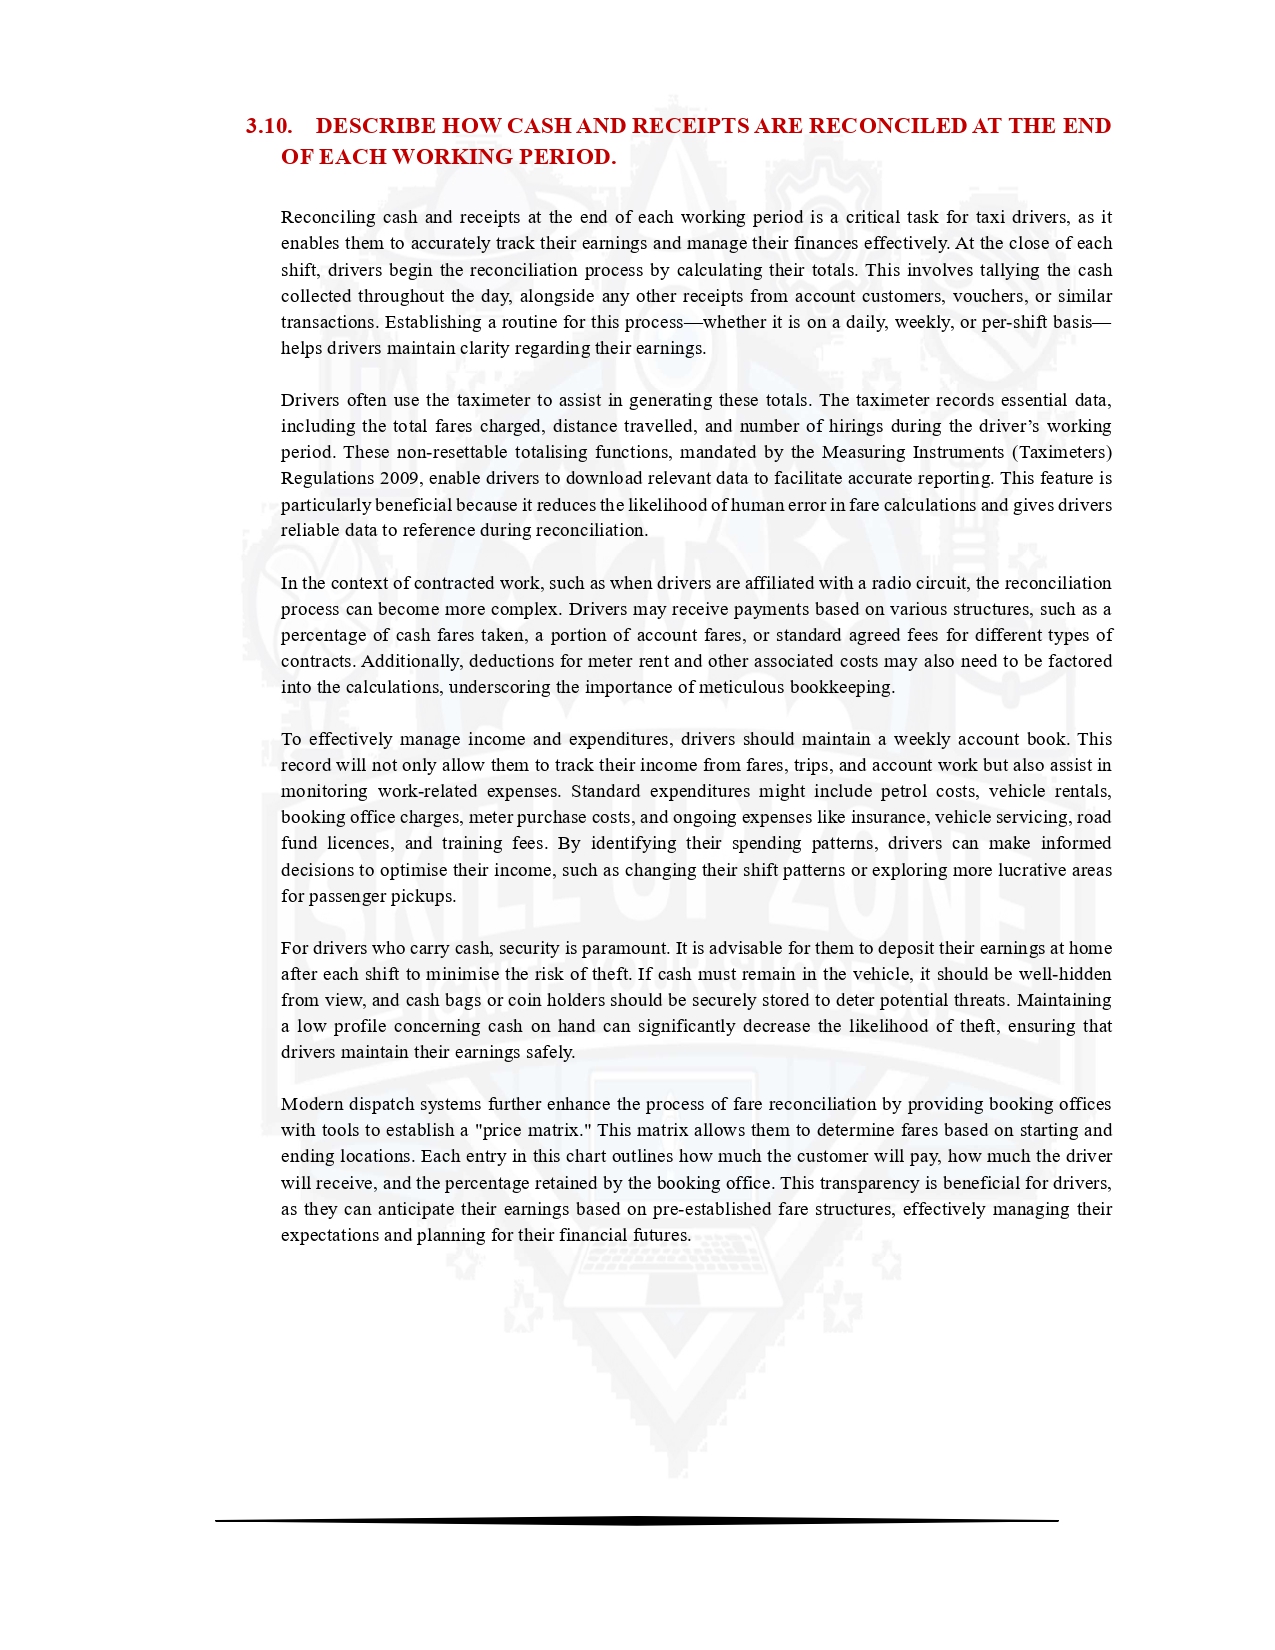 3.10. DESCRIBE HOW CASH AND RECEIPTS ARE RECONCILED AT THE END
OF EACH WORKING PERIOD.
Reconciling cash and receipts at the end of each working period is a critical task for taxi drivers, as it
enables them to accurately track their earnings and manage their finances effectively. At the close of each
shift, drivers begin the reconciliation process by calculating their totals. This involves tallying the cash
collected throughout the day, alongside any other receipts from account customers, vouchers, or similar
transactions. Establishing a routine for this process—whether it is on a daily, weekly, or per-shift basis—
helps drivers maintain clarity regarding their earnings.
Drivers often use the taximeter to assist in generating these totals. The taximeter records essential data,
including the total fares charged, distance travelled, and number of hirings during the driver’s working
period. These non-resettable totalising functions, mandated by the Measuring Instruments (Taximeters)
Regulations 2009, enable drivers to download relevant data to facilitate accurate reporting. This feature is
particularly beneficial because it reduces the likelihood of human error in fare calculations and gives drivers
reliable data to reference during reconciliation.
In the context of contracted work, such as when drivers are affiliated with a radio circuit, the reconciliation
process can become more complex. Drivers may receive payments based on various structures, such as a
percentage of cash fares taken, a portion of account fares, or standard agreed fees for different types of
contracts. Additionally, deductions for meter rent and other associated costs may also need to be factored
into the calculations, underscoring the importance of meticulous bookkeeping.
To effectively manage income and expenditures, drivers should maintain a weekly account book. This
record will not only allow them to track their income from fares, trips, and account work but also assist in
monitoring work-related expenses. Standard expenditures might include petrol costs, vehicle rentals,
booking office charges, meter purchase costs, and ongoing expenses like insurance, vehicle servicing, road
fund licences, and training fees. By identifying their spending patterns, drivers can make informed
decisions to optimise their income, such as changing their shift patterns or exploring more lucrative areas
for passenger pickups.
For drivers who carry cash, security is paramount. It is advisable for them to deposit their earnings at home
after each shift to minimise the risk of theft. If cash must remain in the vehicle, it should be well-hidden
from view, and cash bags or coin holders should be securely stored to deter potential threats. Maintaining
a low profile concerning cash on hand can significantly decrease the likelihood of theft, ensuring that
drivers maintain their earnings safely.
Modern dispatch systems further enhance the process of fare reconciliation by providing booking offices
with tools to establish a "price matrix." This matrix allows them to determine fares based on starting and
ending locations. Each entry in this chart outlines how much the customer will pay, how much the driver
will receive, and the percentage retained by the booking office. This transparency is beneficial for drivers,
as they can anticipate their earnings based on pre-established fare structures, effectively managing their
expectations and planning for their financial futures.
SKILL UP ZONE
IGNITE YOUR SUCCESS